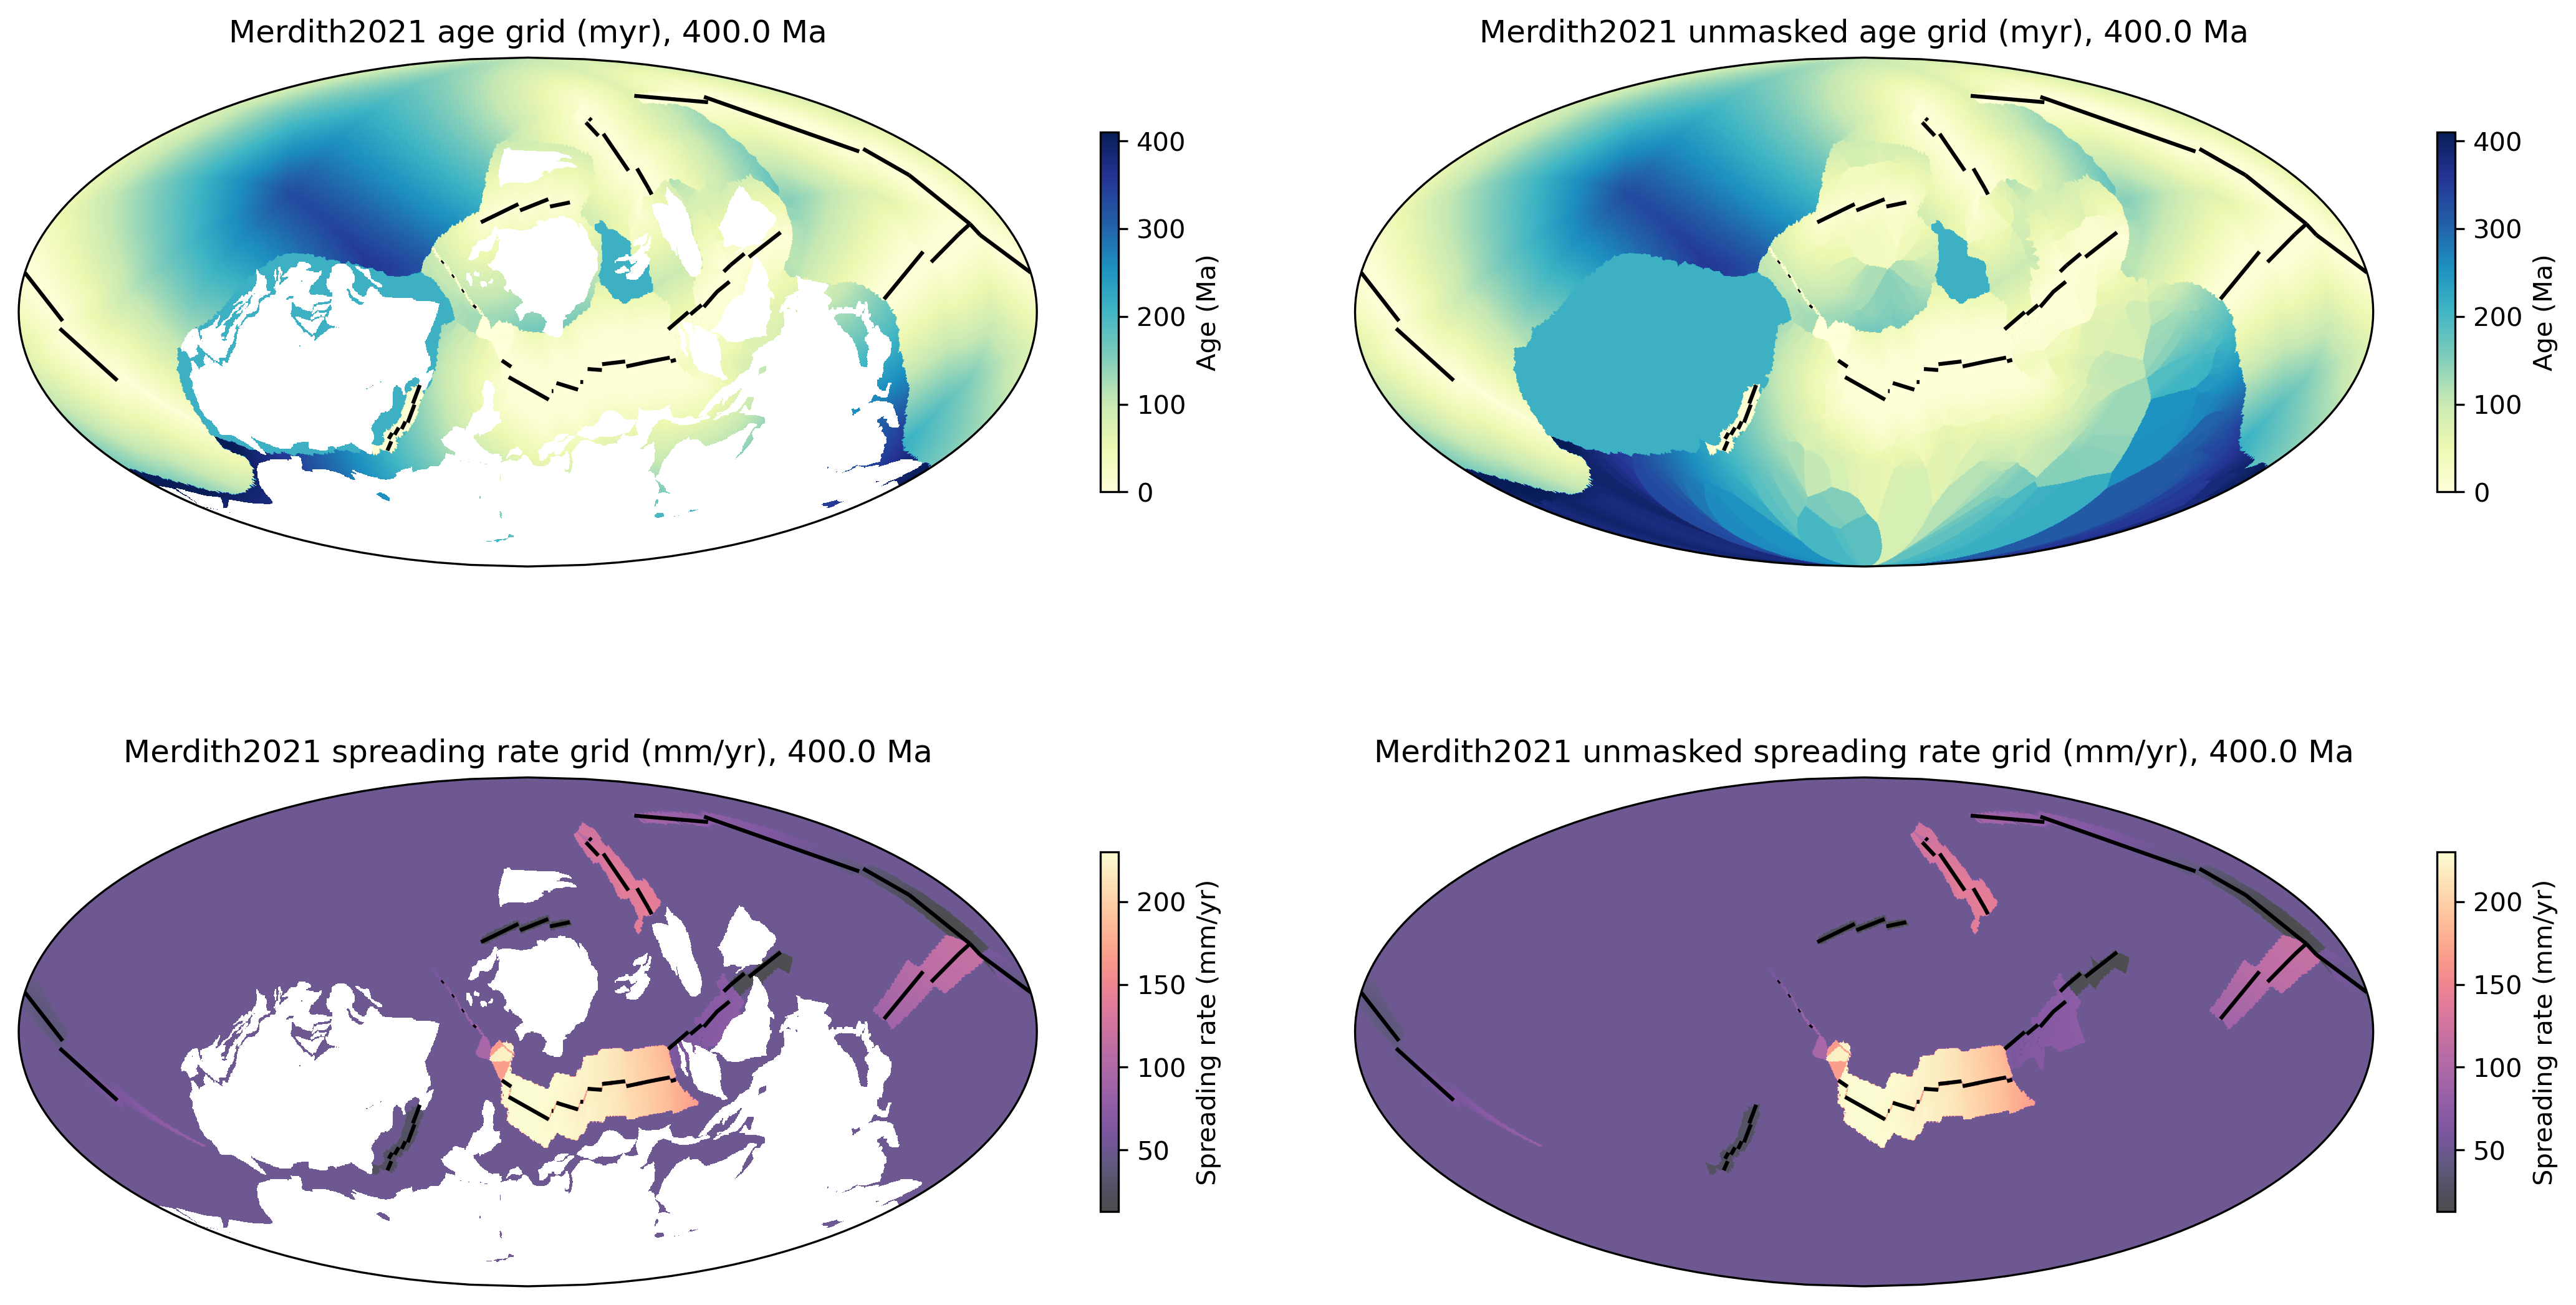 Merdith2021 age grid (myr), 400.0 Ma
400
300
200
100
0
Age (Ma)
Merdith2021 unmasked age grid (myr), 400.0 Ma
400
300
200
100
0
Age (Ma)
Merdith2021 spreading rate grid (mm/yr), 400.0 Ma
200
150
100
50
Spreading rate (mm/yr)
Merdith2021 unmasked spreading rate grid (mm/yr), 400.0 Ma
200
150
100
50
Spreading rate (mm/yr)